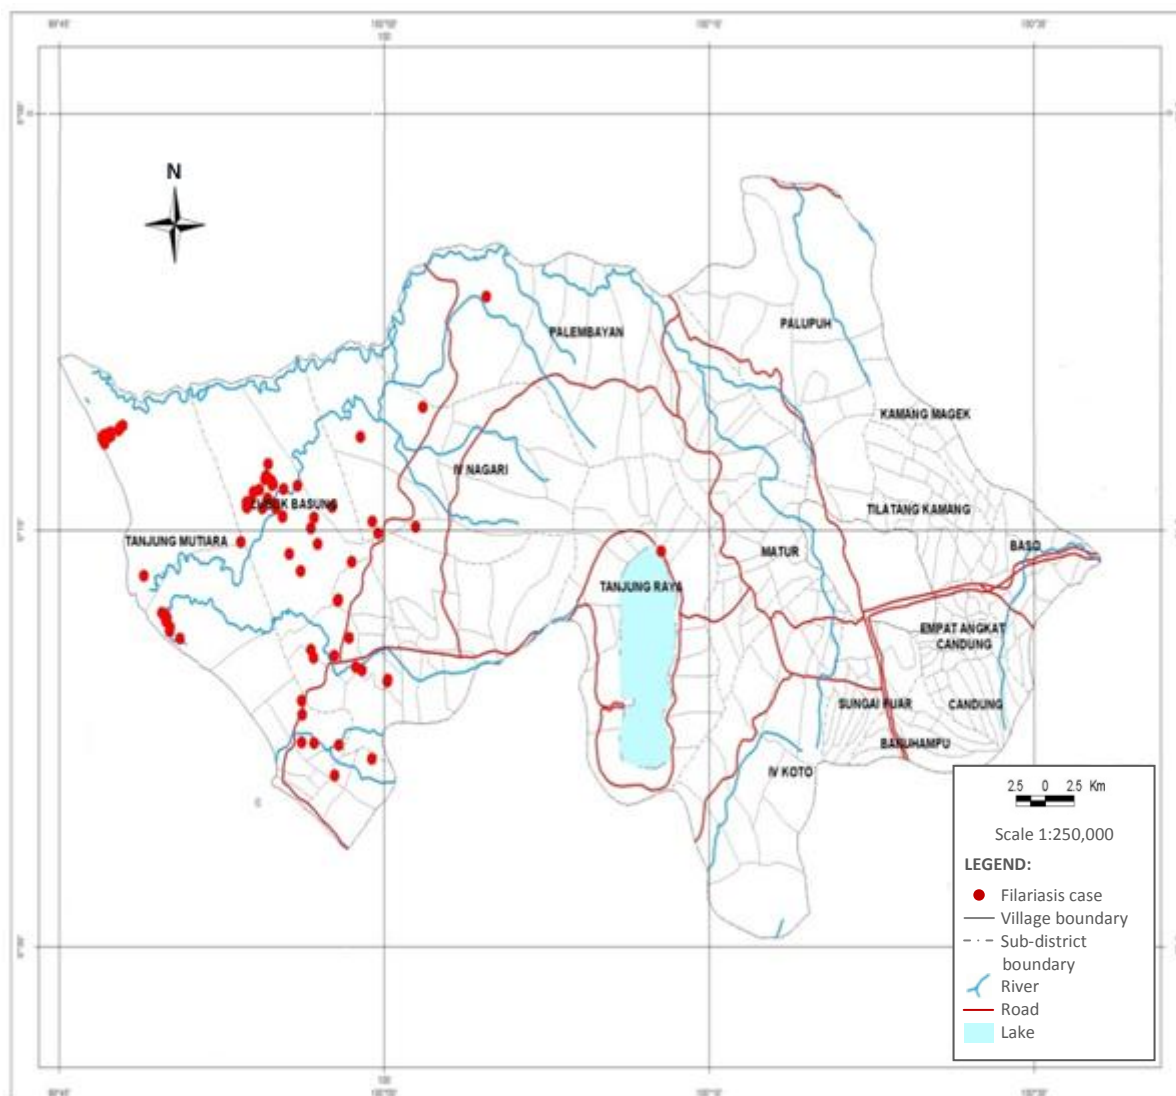 N
PALEMBAYAN
PALUPUH
KAMANG MAGEK
IV NAGARI
LUBUK BASUNG
TILATANG KAMANG
TANJUNG MUTIARA
MATUR
BASO
TANJUNG RAYA
EMPAT ANGKAT
CANDUNG
SUNGAI PUAR
CANDUNG
BANUHAMPU
IV KOTO
2.5 0 2.5 Km
Scale 1:250,000
LEGEND:
Filariasis case
Village boundary
Sub-district
boundary
River
Road
Lake